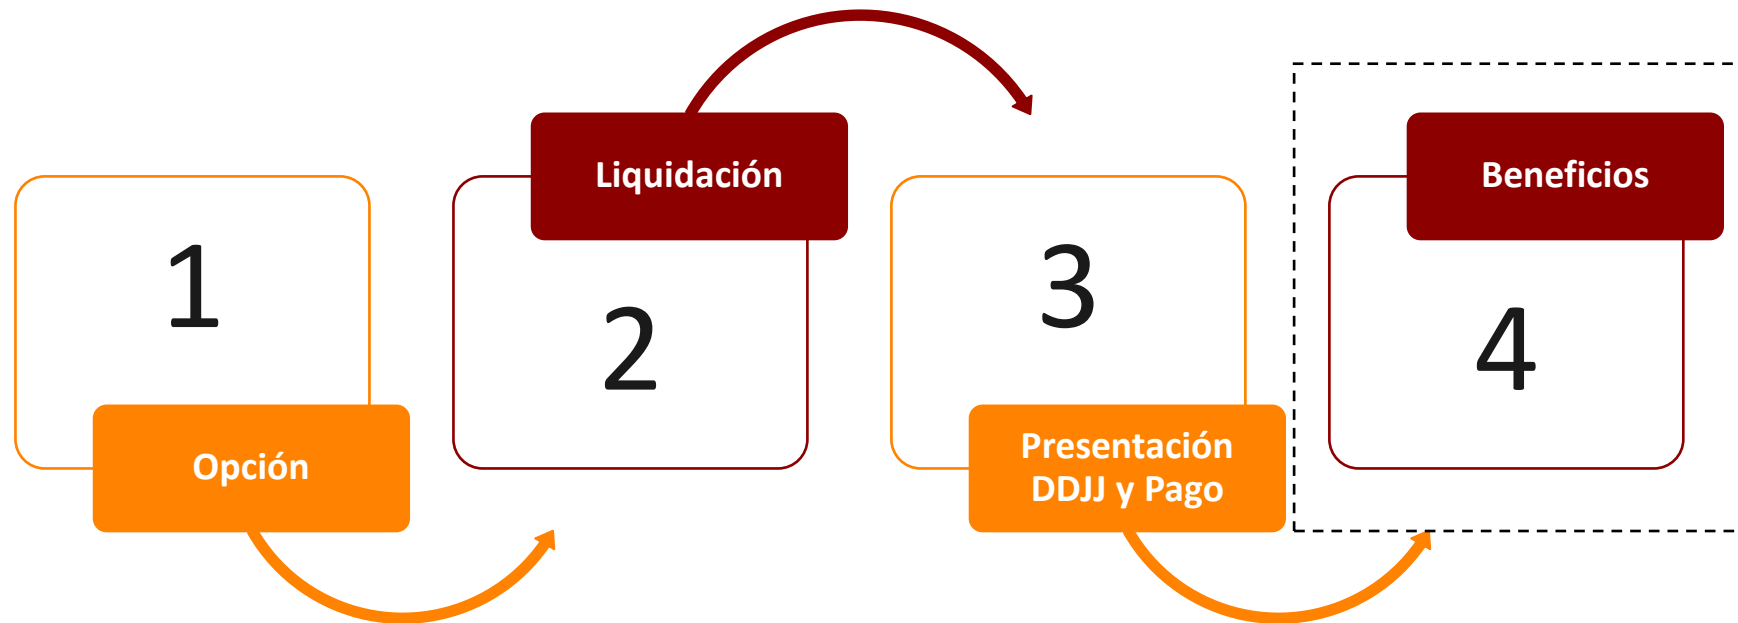 1
Opción
Liquidación
2
3
Presentación
DDJJ y Pago
Beneficios
4